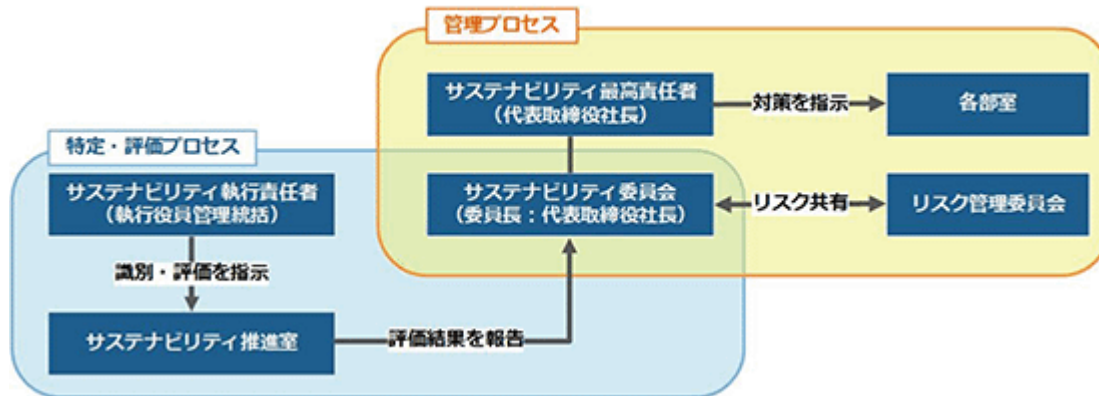 管理プロセス
サステナビリティ最高責任者
（代表取締役社長）
対策を指示
各部室
特定・評価プロセス
サステナビリティ執行責任者
（執行役員管理統括）
サステナビリティ委員会
（委員長：代表取締役社長）
リスク共有
リスク管理委員会
識別・評価を指示
サステナビリティ推進室
評価結果を報告